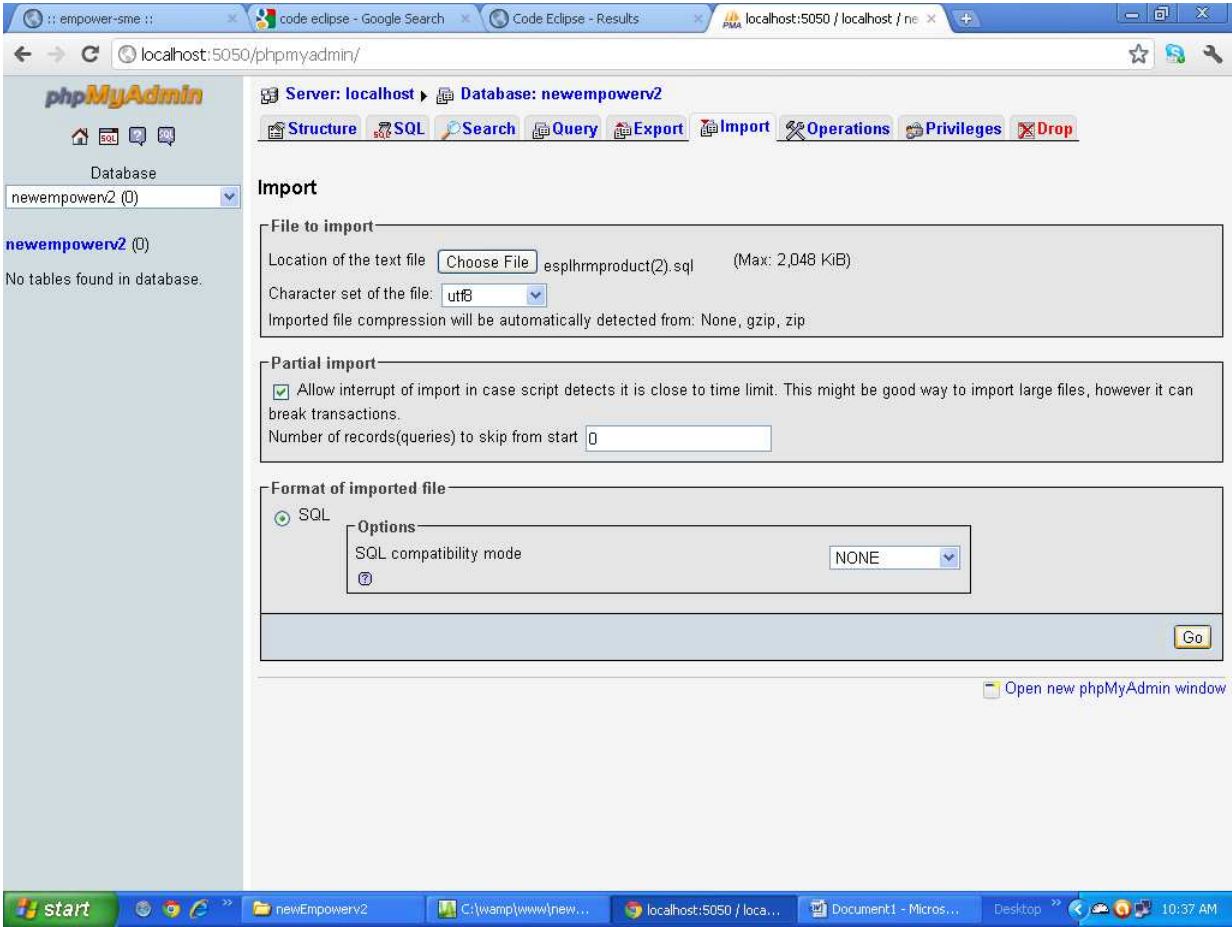 :: empower-sme ::
code eclipse - Google Search
Code Eclipse - Results
localhost:5050 / localhost / ne
localhost:5050/phpmyadmin/
phpMyAdmin
Server: localhost Database: newempowerv2
Structure SQL Search Query Export Import Operations Privileges Drop
Database
newempowerv2 (0)
newempowerv2 (0)
No tables found in database.
Import
File to import
Location of the text file Choose File esplhrmproduct(2).sql (Max: 2,048 KiB)
Character set of the file: utf8
Imported file compression will be automatically detected from: None, gzip, zip
Partial import
Allow interrupt of import in case script detects it is close to time limit. This might be good way to import large files, however it can
break transactions.
Number of records(queries) to skip from start 0
Format of imported file
SQL
Options
SQL compatibility mode NONE
Go
Open new phpMyAdmin window
start
newEmpowerv2
C:\wamp\www\new...
localhost:5050 / loca...
Document1 - Micros...
Desktop
10:37 AM